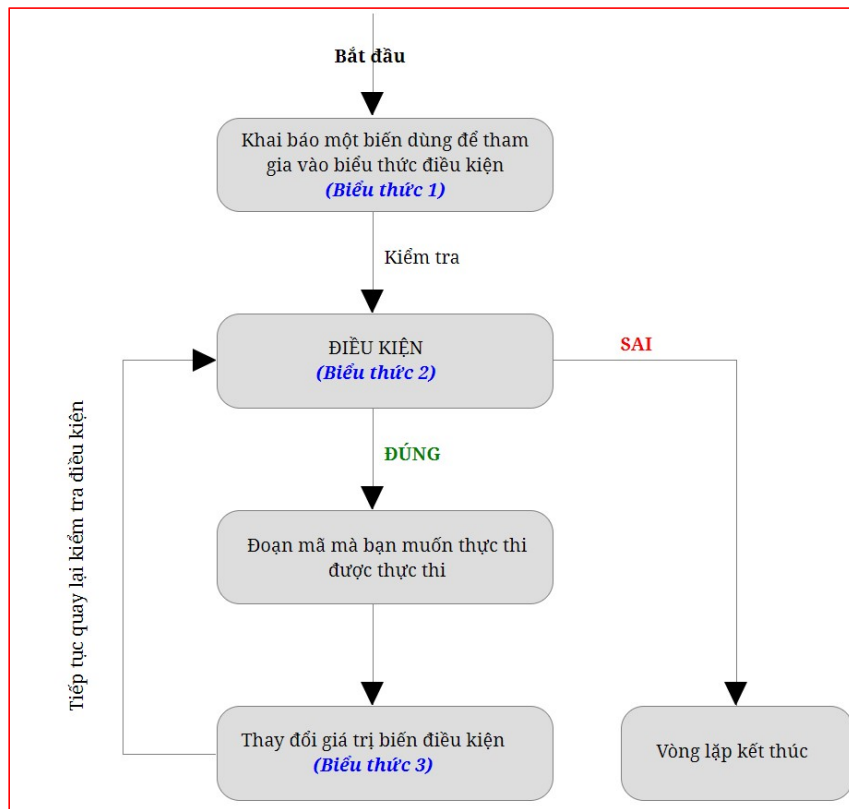 Bắt đầu
Khai báo một biến dùng để tham
gia vào biểu thức điều kiện
(Biểu thức 1)
Kiểm tra
ĐIỀU KIỆN
(Biểu thức 2)
SAI
ĐÚNG
Tiếp tục quay lại kiểm tra điều kiện
Đoạn mã mà bạn muốn thực thi
được thực thi
Thay đổi giá trị biến điều kiện
(Biểu thức 3)
Vòng lặp kết thúc